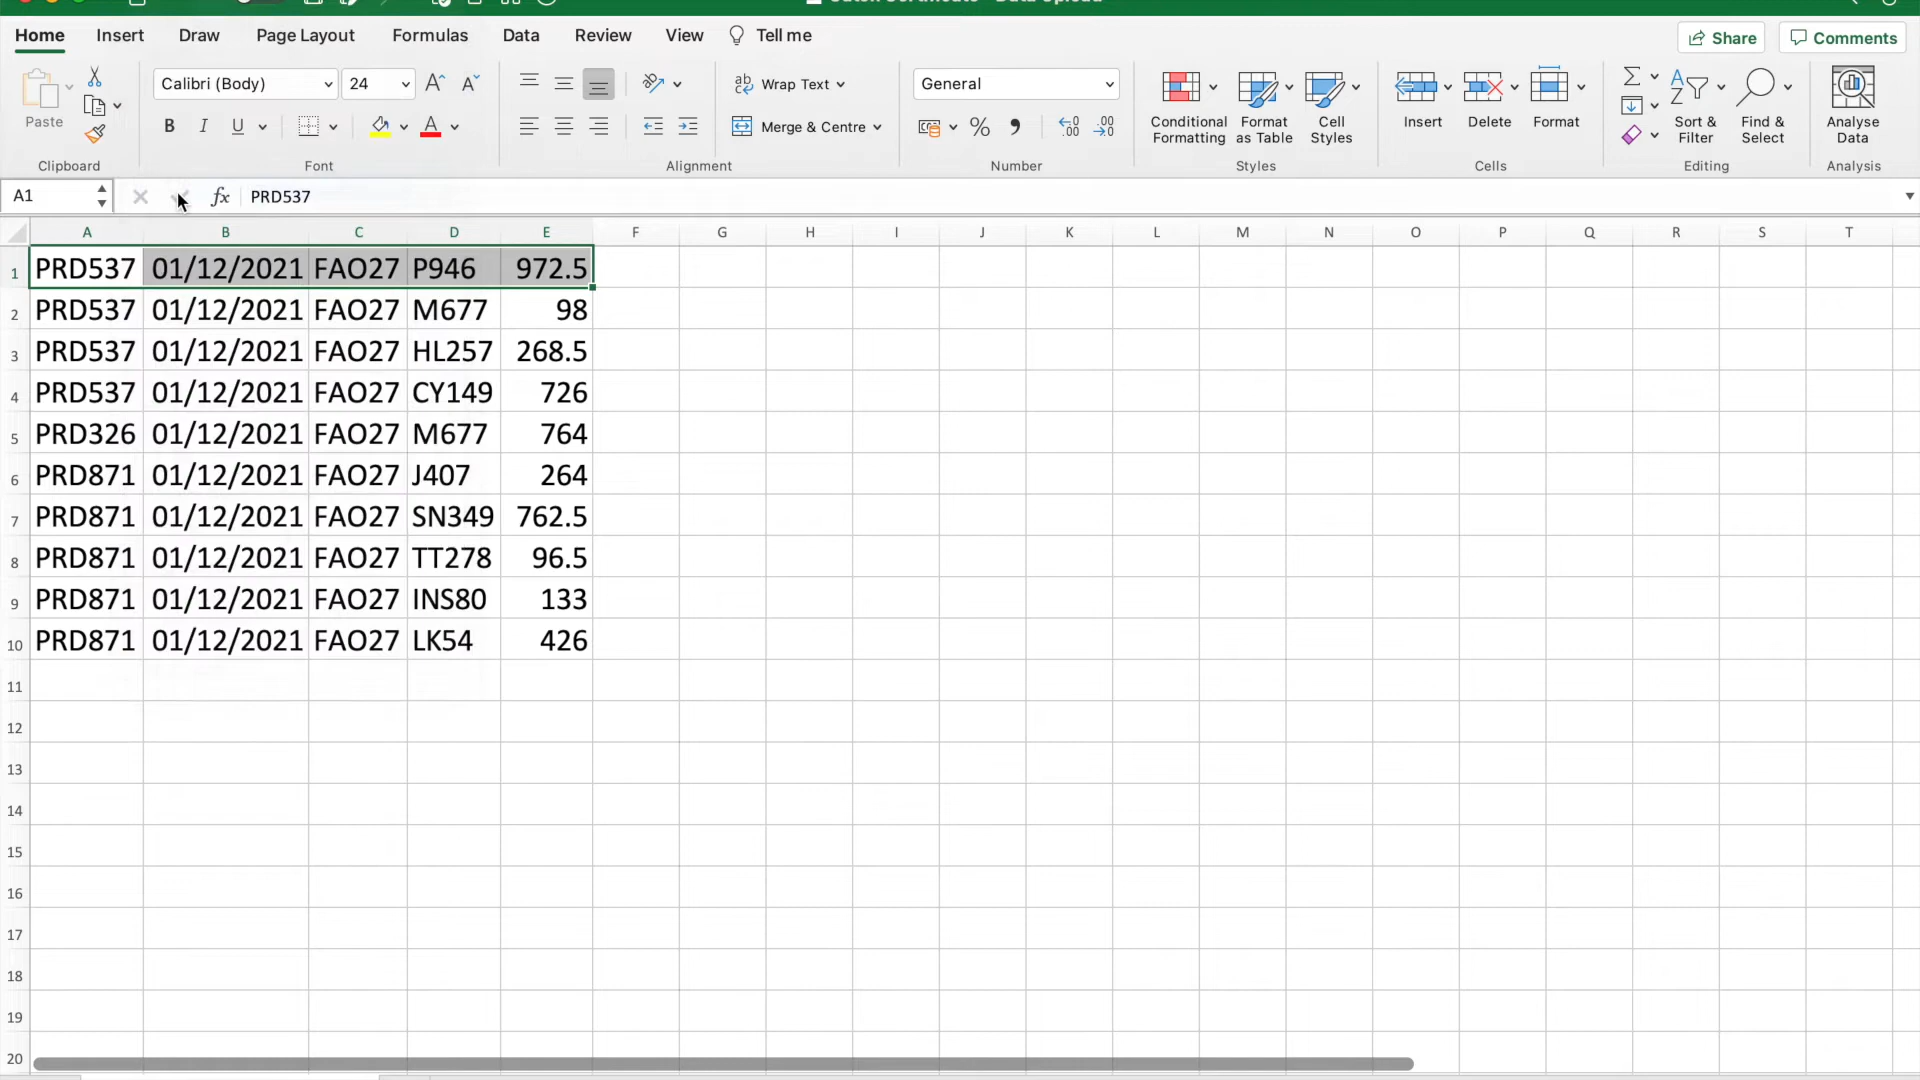 Home Insert Draw Page Layout Formulas Data Review View Tell me Share Comments
Calibri (Body) 24 Wrap Text General
Paste Merge & Centre Conditional Formatting Format as Table Cell Styles Insert Delete Format Sort & Filter Find & Select Analyse Data
Clipboard Font Alignment Number Styles Cells Editing Analysis
A1 fx PRD537
A B C D E F G H I J K L M N O P Q R S T
1 PRD537 01/12/2021 FAO27 P946 972.5
2 PRD537 01/12/2021 FAO27 M677 98
3 PRD537 01/12/2021 FAO27 HL257 268.5
4 PRD537 01/12/2021 FAO27 CY149 726
5 PRD326 01/12/2021 FAO27 M677 764
6 PRD871 01/12/2021 FAO27 J407 264
7 PRD871 01/12/2021 FAO27 SN349 762.5
8 PRD871 01/12/2021 FAO27 TT278 96.5
9 PRD871 01/12/2021 FAO27 INS80 133
10 PRD871 01/12/2021 FAO27 LK54 426
11
12
13
14
15
16
17
18
19
20